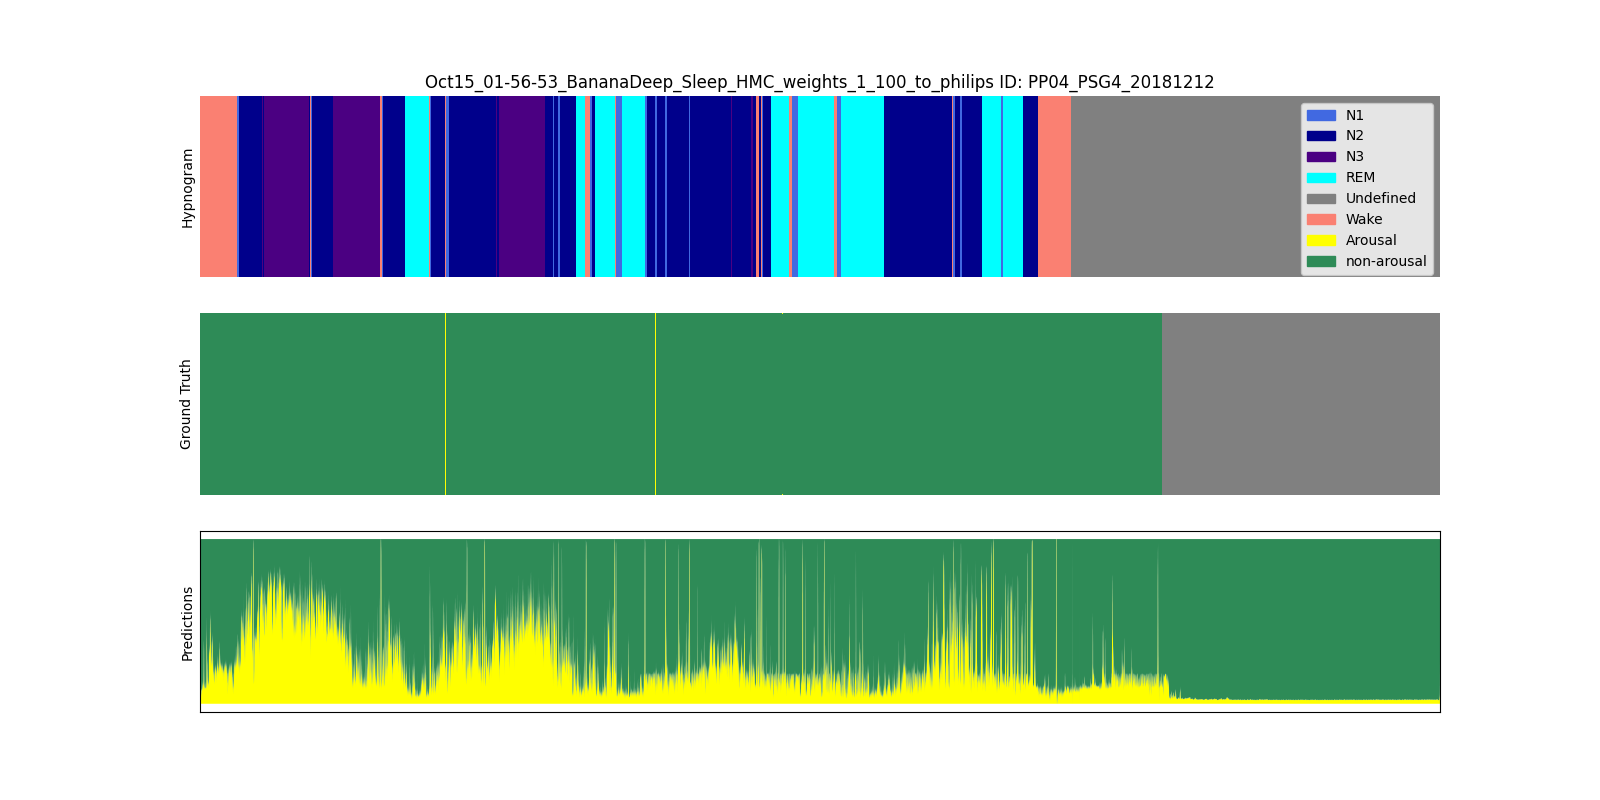 Oct15_01-56-53_BananaDeep_Sleep_HMC_weights_1_100_to_philips ID: PP04_PSG4_20181212
Hypnogram
N1
N2
N3
REM
Undefined
Wake
Arousal
non-arousal
Ground Truth
Predictions